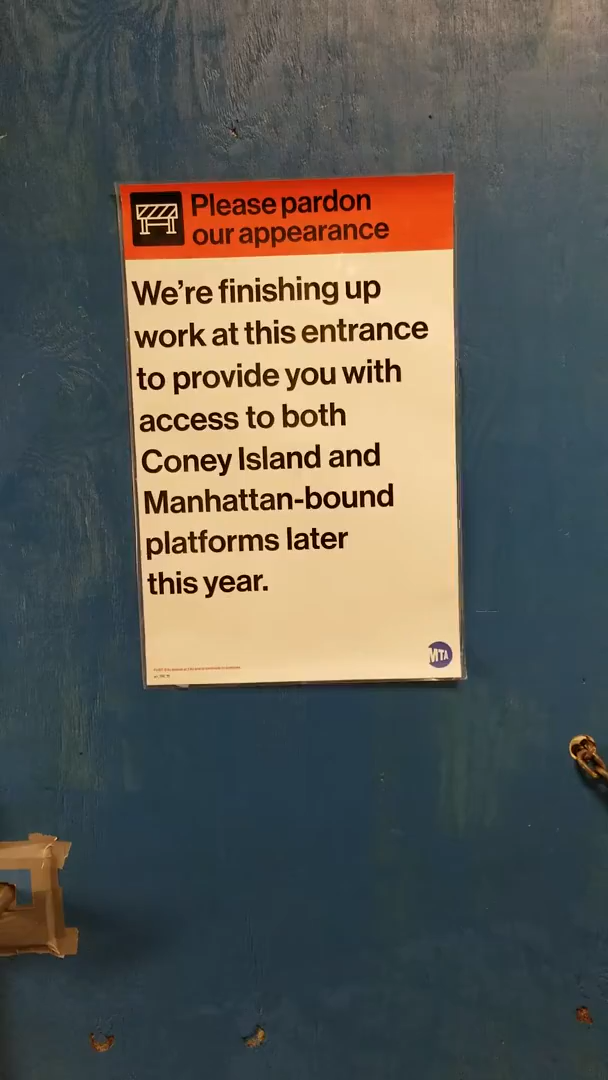 Please pardon
our appearance
We're finishing up
work at this entrance
to provide you with
access to both
Coney Island and
Manhattan-bound
platforms later
this year.
MTA